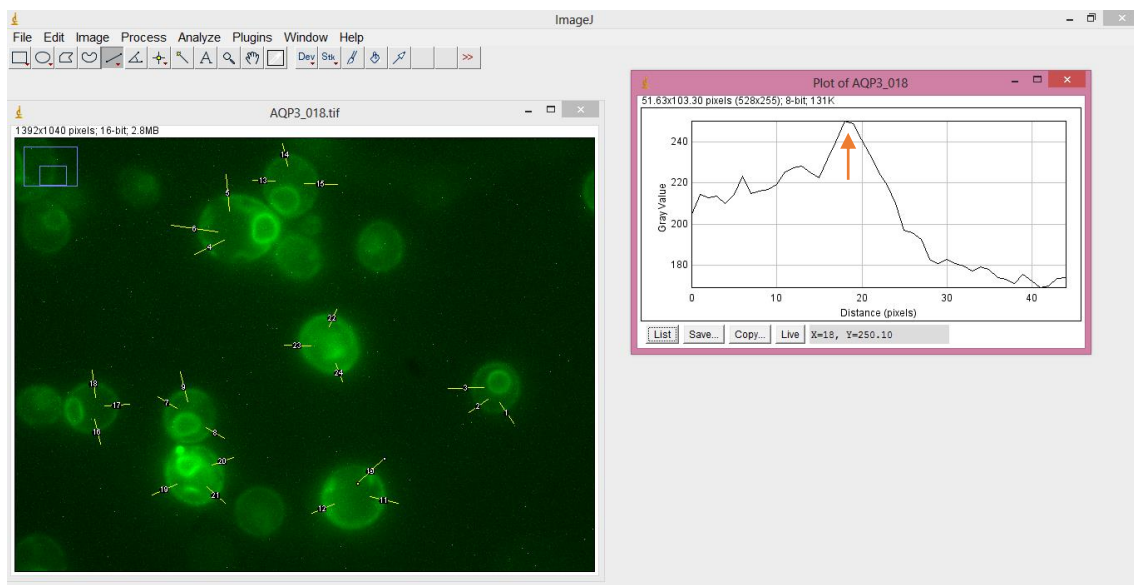 ImageJ
File Edit Image Process Analyze Plugins Window Help
Dev Stk >>
AQP3_018.tif
1392x1040 pixels; 16-bit; 2.8MB
14
13
15
5
6
4
22
23
24
3
2
1
18
17
16
9
7
8
20
19
21
10
11
12
Plot of AQP3_018
51.63x103.30 pixels (528x255); 8-bit; 131K
240
220
200
180
Gray Value
0 10 20 30 40
Distance (pixels)
List Save... Copy... Live X=18, Y=250.10